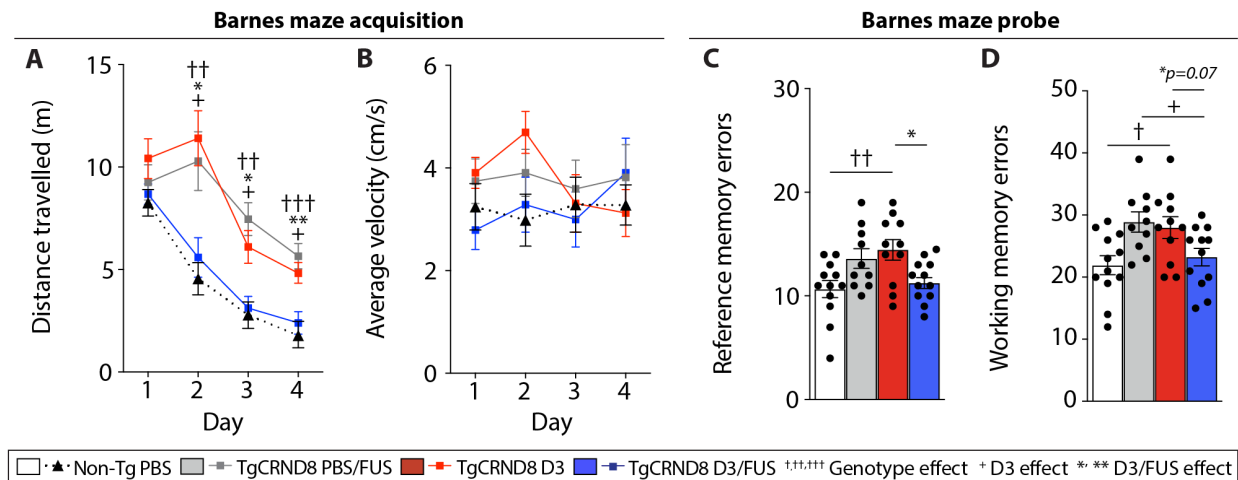 Barnes maze acquisition
Barnes maze probe
A
B
C
D
Distance travelled (m)
15
10
5
0
††
*
+
††
*
+
†††
**
+
1 2 3 4
Day
Average velocity (cm/s)
6
4
2
0
1 2 3 4
Day
Reference memory errors
30
20
10
0
††
*
Working memory errors
50
40
30
20
10
0
*p=0.07
+
†
Non-Tg PBS TgCRND8 PBS/FUS TgCRND8 D3 TgCRND8 D3/FUS †,††,††† Genotype effect + D3 effect *, ** D3/FUS effect